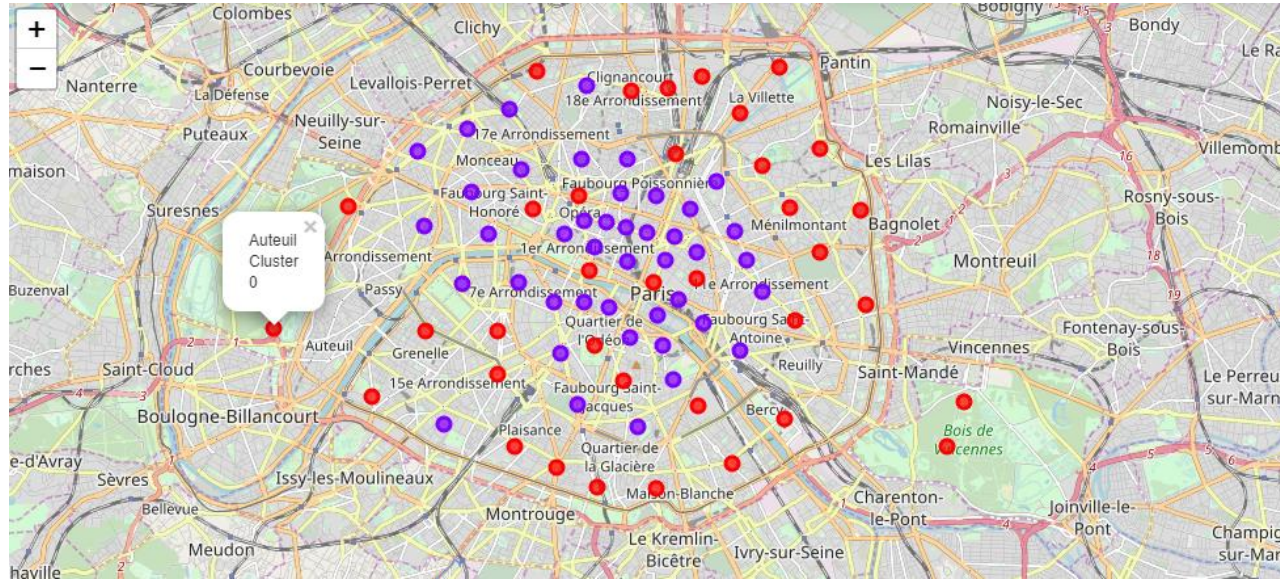 +
−
Colombes
Clichy
Bobigny
Bondy
Courbevoie
Nanterre
La Défense
Levallois-Perret
Clignancourt
18e Arrondissement
Pantin
La Villette
Noisy-le-Sec
Puteaux
Neuilly-sur-
Seine
17e Arrondissement
Romainville
Villemomb
maison
Monceau
Les Lilas
Suresnes
Faubourg Saint-
Honoré
Faubourg Poissonnière
Opéra
Rosny-sous-
Bois
Ménilmontant
Bagnolet
Auteuil
Cluster
0
×
Arrondissement
1er Arrondissement
Montreuil
Buzenval
Passy
7e Arrondissement
Paris
1e Arrondissement
Quartier de
l'Odéon
Faubourg Saint-
Antoine
Fontenay-sous-
Bois
Auteuil
Grenelle
Reuilly
Vincennes
rches
Saint-Cloud
15e Arrondissement
Faubourg Saint-
Jacques
Saint-Mandé
Le Perreu
sur-Marn
Boulogne-Billancourt
Plaisance
Bercy
Bois de
Vincennes
e-d'Avray
Sèvres
Issy-les-Moulineaux
Quartier de
la Glacière
Maison-Blanche
Bellevue
Montrouge
Charenton-
le-Pont
Joinville-le-
Pont
Meudon
Le Kremlin-
Bicêtre
Ivry-sur-Seine
Champig
sur-Mar
haville